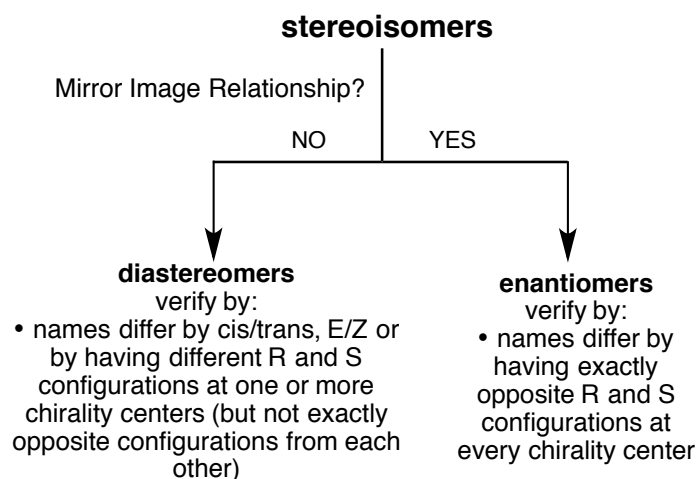 stereoisomers
Mirror Image Relationship?
NO
YES
diastereomers
verify by:
• names differ by cis/trans, E/Z or
by having different R and S
configurations at one or more
chirality centers (but not exactly
opposite configurations from each
other)
enantiomers
verify by:
• names differ by
having exactly
opposite R and S
configurations at
every chirality center